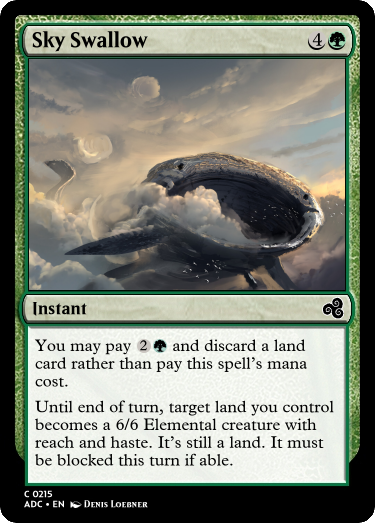 Sky Swallow 4
Instant
You may pay 2 and discard a land
card rather than pay this spell's mana
cost.
Until end of turn, target land you control
becomes a 6/6 Elemental creature with
reach and haste. It's still a land. It must
be blocked this turn if able.
C 0215
ADC • EN Denis Loebner